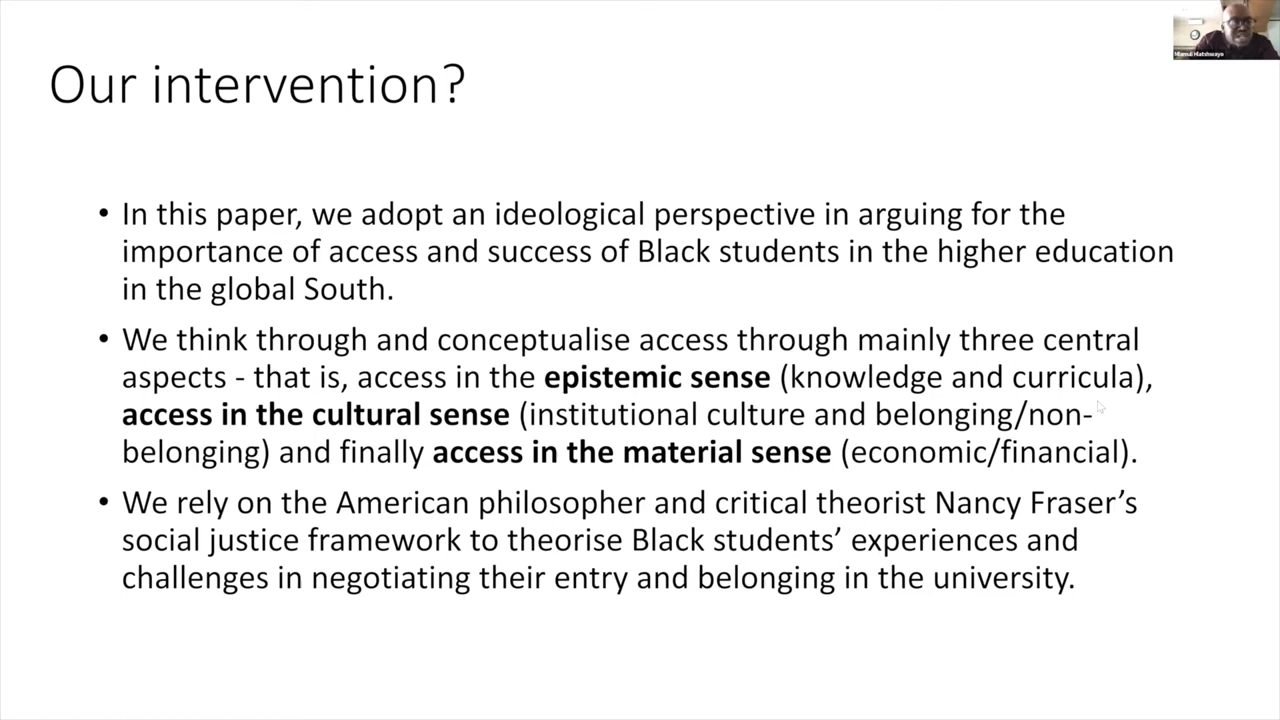 Our intervention?
• In this paper, we adopt an ideological perspective in arguing for the
importance of access and success of Black students in the higher education
in the global South.
• We think through and conceptualise access through mainly three central
aspects - that is, access in the epistemic sense (knowledge and curricula),
access in the cultural sense (institutional culture and belonging/non-
belonging) and finally access in the material sense (economic/financial).
• We rely on the American philosopher and critical theorist Nancy Fraser’s
social justice framework to theorise Black students’ experiences and
challenges in negotiating their entry and belonging in the university.